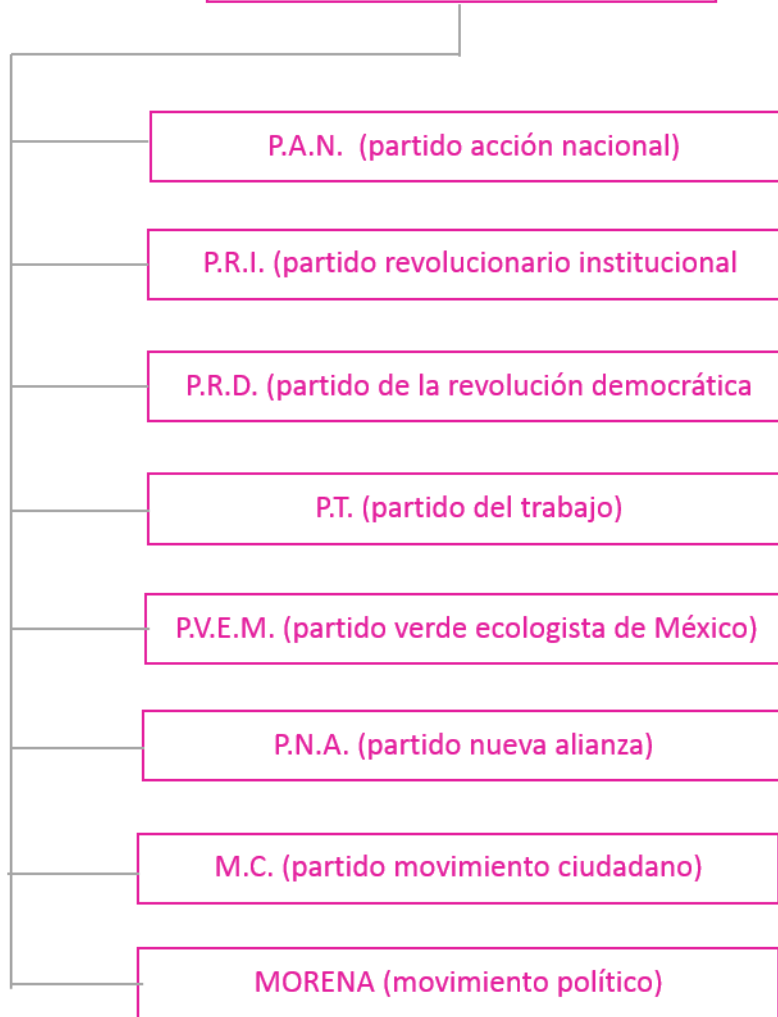 P.A.N.  (partido acción nacional)
P.R.I. (partido revolucionario institucional
P.R.D. (partido de la revolución democrática
P.T. (partido del trabajo)
P.V.E.M. (partido verde ecologista de México)
P.N.A. (partido nueva alianza)
M.C. (partido movimiento ciudadano)
MORENA (movimiento político)